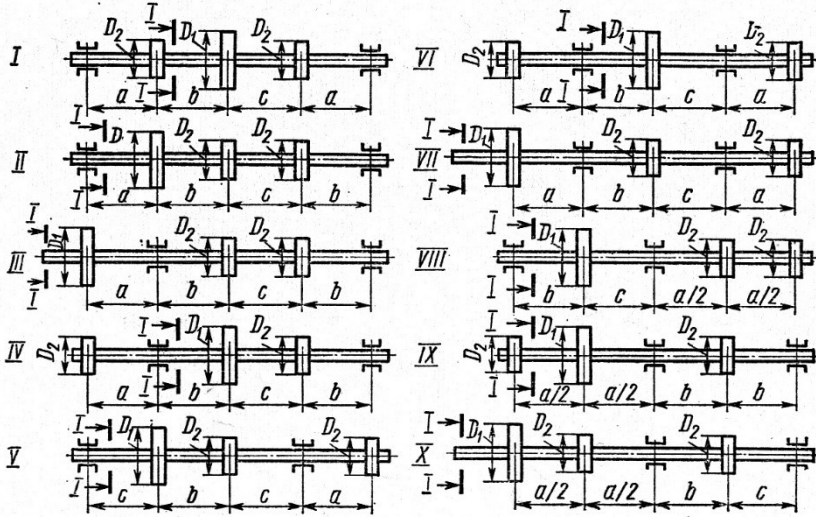 I I D₂ D₁ D₂ I
a b c a
II I D D₂ D₂ I
a b c b
III I D₁ D₂ D₂ I
a b c b
IV D₂ I D₁ D₂ I
a b c b
V I D₁ D₂ D₂ I
c b c a
VI D₂ I D₁ D₂ I
a b c a
VII I D₁ D₂ D₂ I
a b c a
VIII I D₁ D₂ D₂ I
b c a/2 a/2
IX D₂ I D₁ D₂ I
a/2 a/2 b b
X I D₁ D₂ D₂ I
a/2 a/2 b c